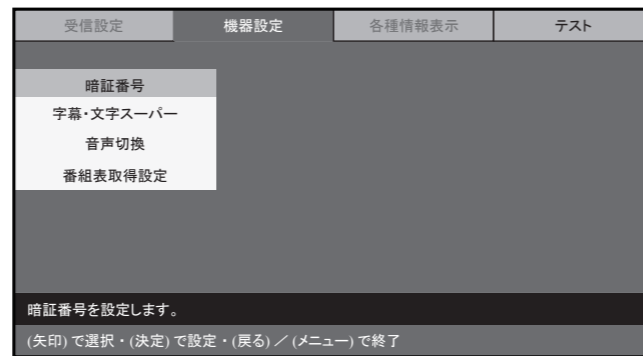 受信設定 機器設定 各種情報表示 テスト
暗証番号
字幕・文字スーパー
音声切換
番組表取得設定
暗証番号を設定します。
(矢印) で選択・(決定) で設定・(戻る) ／ (メニュー) で終了